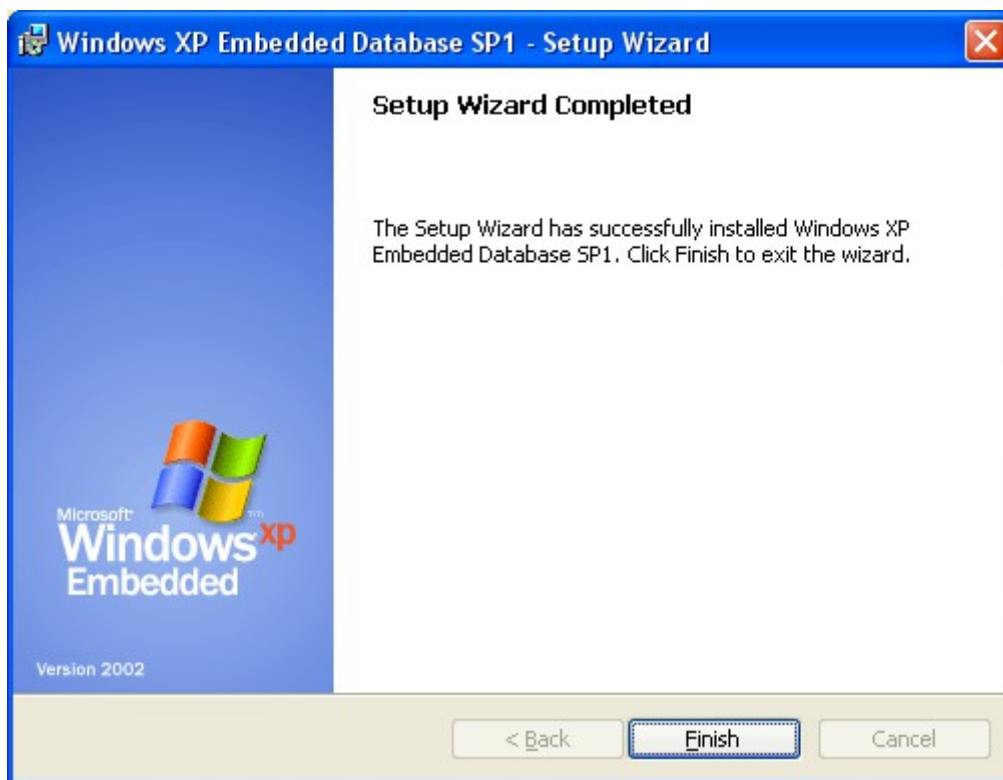 Windows XP Embedded Database SP1 - Setup Wizard
Setup Wizard Completed
The Setup Wizard has successfully installed Windows XP
Embedded Database SP1. Click Finish to exit the wizard.
Microsoft
Windows xp
Embedded
Version 2002
< Back
Finish
Cancel